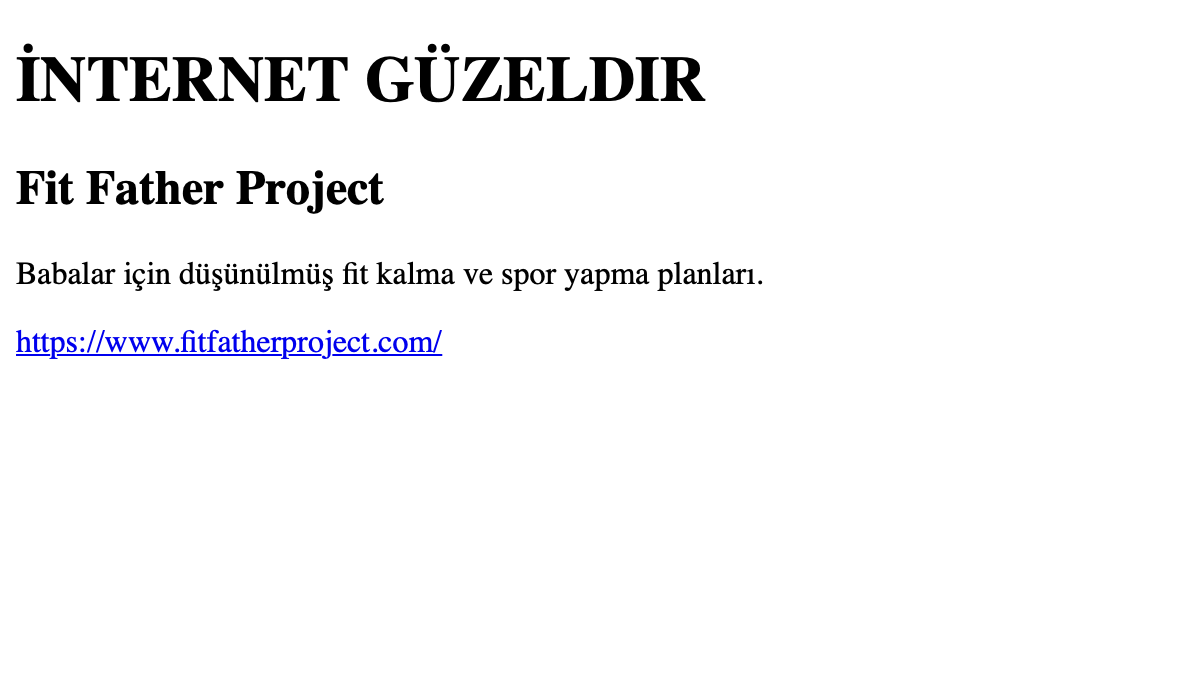 İNTERNET GÜZELDIR
Fit Father Project
Babalar için düşünülmüş fit kalma ve spor yapma planları.
https://www.fitfatherproject.com/